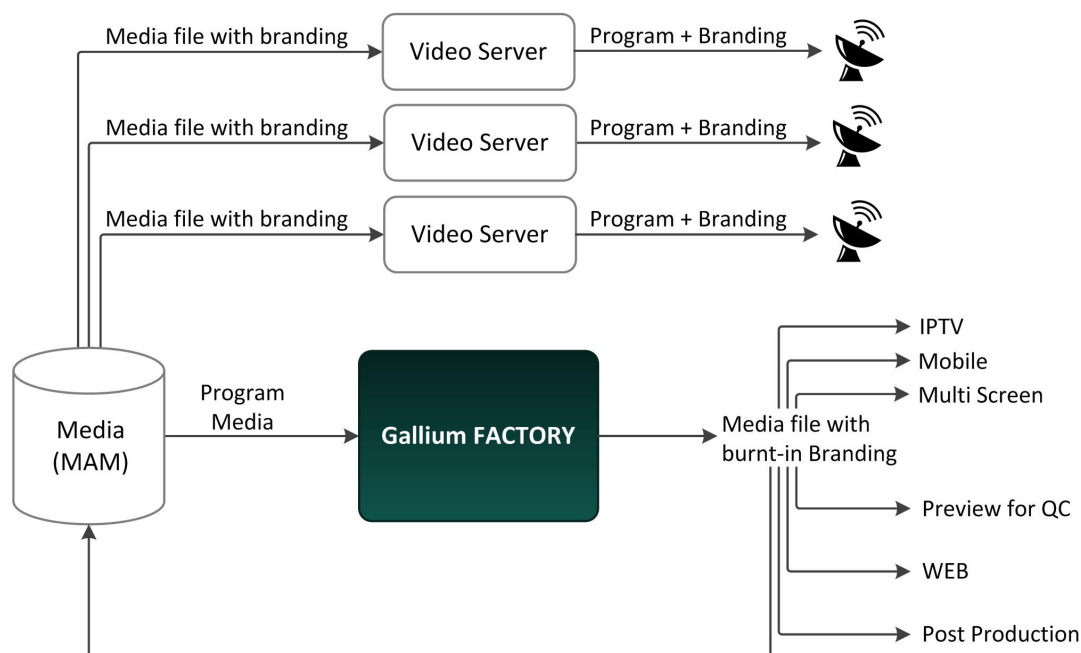 Media file with branding
Video Server
Program + Branding
Media file with branding
Video Server
Program + Branding
Media file with branding
Video Server
Program + Branding
Media
(MAM)
Program
Media
Gallium FACTORY
Media file with
burnt-in Branding
IPTV
Mobile
Multi Screen
Preview for QC
WEB
Post Production